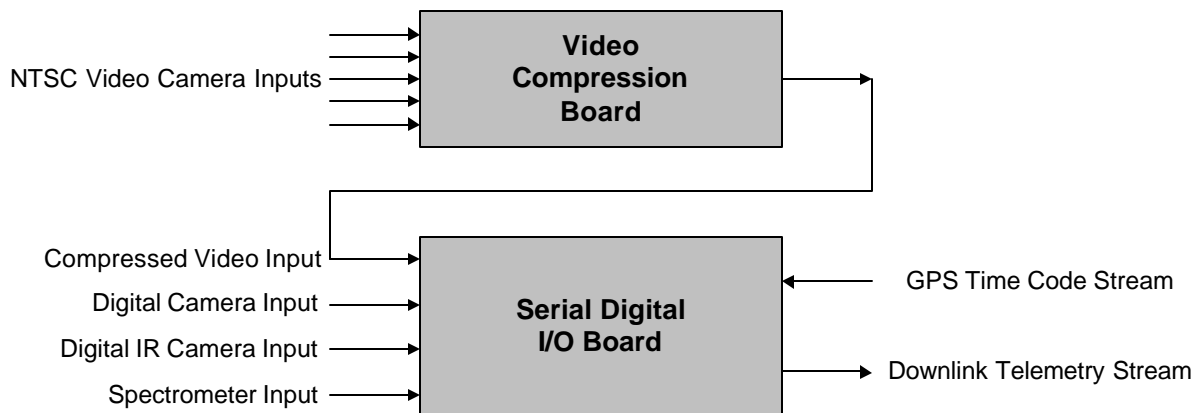 Video
Compression
Board
NTSC Video Camera Inputs
Compressed Video Input
Digital Camera Input
Digital IR Camera Input
Spectrometer Input
Serial Digital
I/O Board
GPS Time Code Stream
Downlink Telemetry Stream